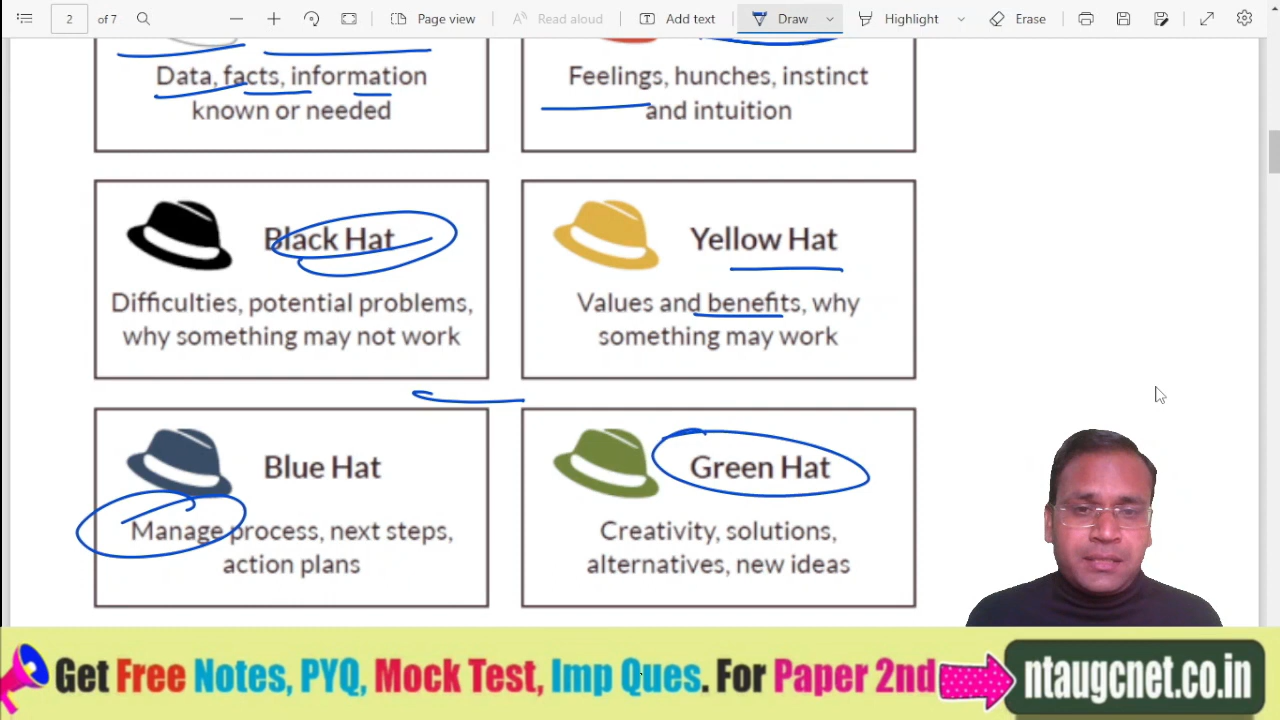 2 of 7 Page view Read aloud Add text Draw Highlight Erase
Data, facts, information
known or needed
Feelings, hunches, instinct
and intuition
Black Hat
Difficulties, potential problems,
why something may not work
Yellow Hat
Values and benefits, why
something may work
Blue Hat
Manage process, next steps,
action plans
Green Hat
Creativity, solutions,
alternatives, new ideas
Get Free Notes, PYQ, Mock Test, Imp Ques. For Paper 2nd
ntaugcnet.co.in